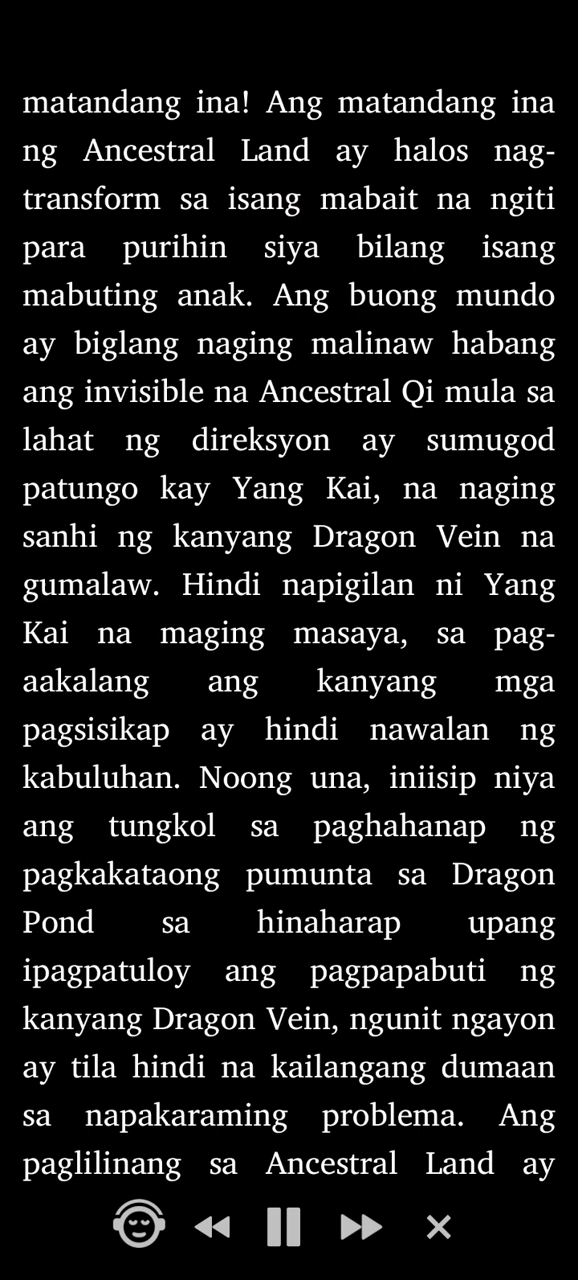 matandang ina! Ang matandang ina
ng Ancestral Land ay halos nag-
transform sa isang mabait na ngiti
para purihin siya bilang isang
mabuting anak. Ang buong mundo
ay biglang naging malinaw habang
ang invisible na Ancestral Qi mula sa
lahat ng direksyon ay sumugod
patungo kay Yang Kai, na naging
sanhi ng kanyang Dragon Vein na
gumalaw. Hindi napigilan ni Yang
Kai na maging masaya, sa pag-
aakalang ang kanyang mga
pagsisikap ay hindi nawalan ng
kabuluhan. Noong una, iniisip niya
ang tungkol sa paghahanap ng
pagkakataong pumunta sa Dragon
Pond sa hinaharap upang
ipagpatuloy ang pagpapabuti ng
kanyang Dragon Vein, ngunit ngayon
ay tila hindi na kailangang dumaan
sa napakaraming problema. Ang
paglilinang sa Ancestral Land ay